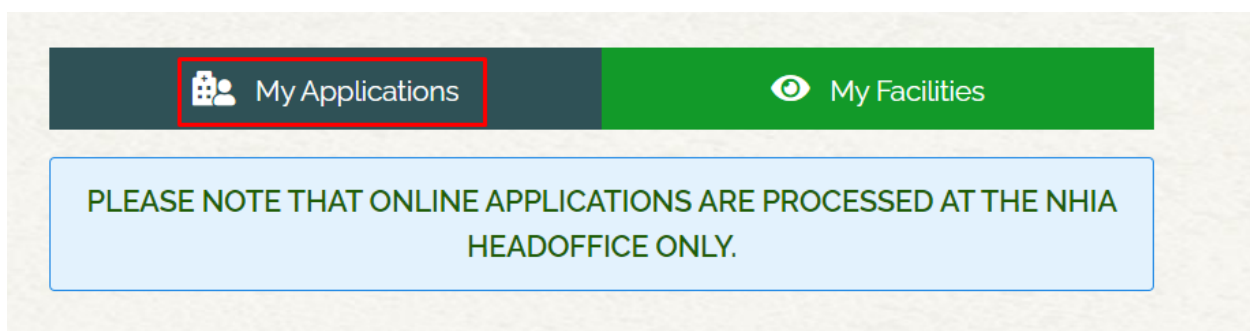 My Applications
My Facilities
PLEASE NOTE THAT ONLINE APPLICATIONS ARE PROCESSED AT THE NHIA
HEADOFFICE ONLY.